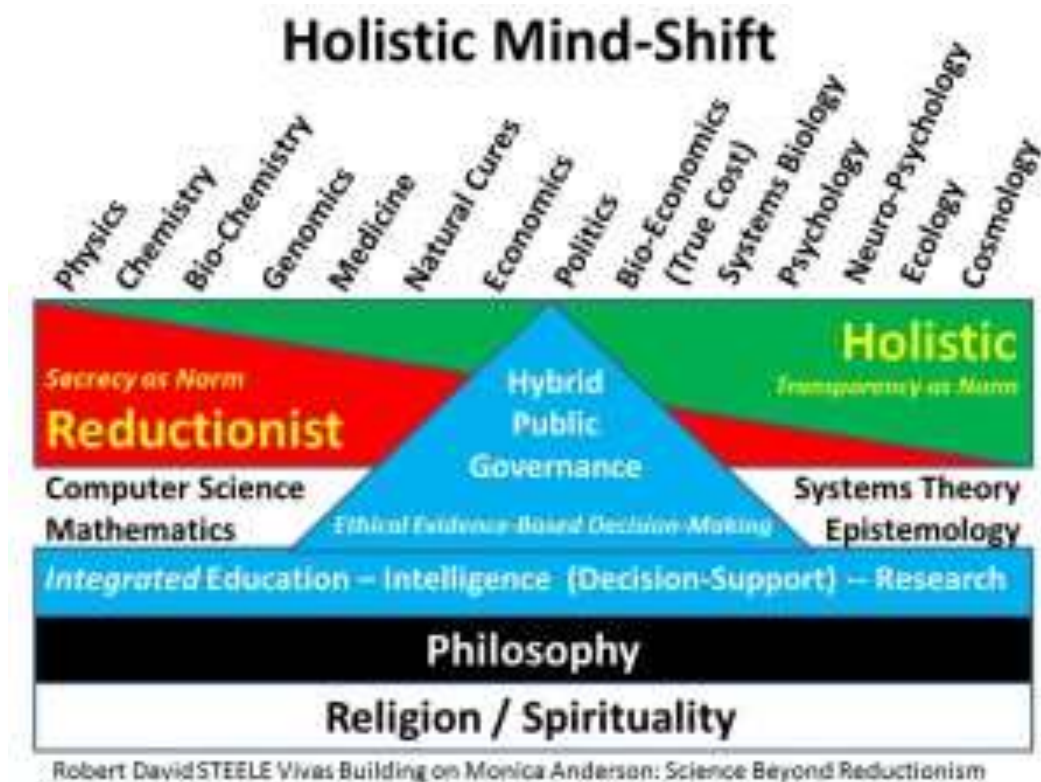 Holistic Mind-Shift
Physics
Chemistry
Bio-Chemistry
Genomics
Medicine
Natural Cures
Economics
Politics
Bio-Economics
(True Cost)
Systems Biology
Psychology
Neuro-Psychology
Ecology
Cosmology
Secrecy as Norm
Reductionist
Holistic
Transparency as Norm
Hybrid
Public
Governance
Ethical Evidence-Based Decision-Making
Computer Science
Mathematics
Systems Theory
Epistemology
Integrated Education – Intelligence (Decision-Support) -- Research
Philosophy
Religion / Spirituality
Robert David STEELE Vivas Building on Monica Anderson: Science Beyond Reductionism